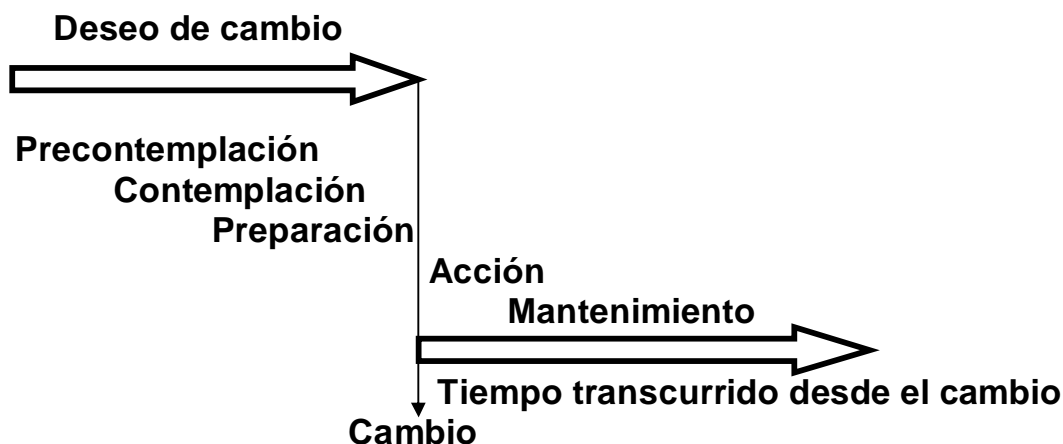 Deseo de cambio
Precontemplación
Contemplación
Preparación
Acción
Mantenimiento
Tiempo transcurrido desde el cambio
Cambio